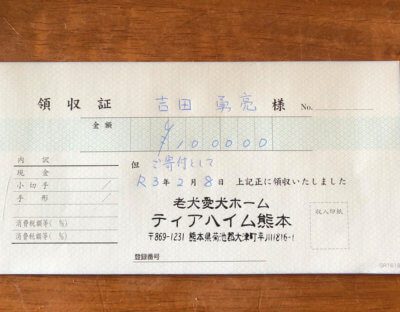 領収証 吉田 勇亮 様 No.
金額 ¥100000
内訳
現金
小切手
手形
消費税額等( %)
消費税額等( %)
但 ご寄付として
R3年2月8日 上記正に領収いたしました
老犬愛犬ホーム
ティアハイム熊本
〒869-1231 熊本県菊池郡大津町平川1816-1
収入印紙
登録番号